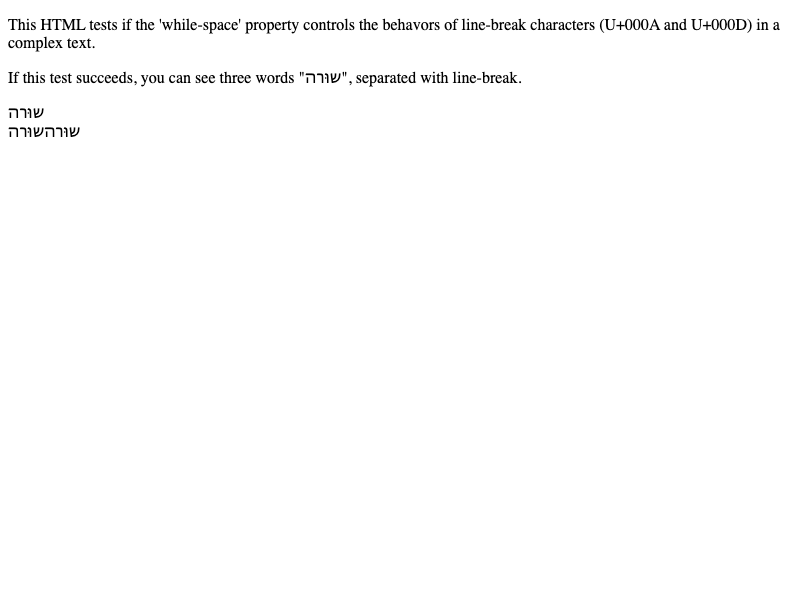 This HTML tests if the 'while-space' property controls the behavors of line-break characters (U+000A and U+000D) in a
complex text.
If this test succeeds, you can see three words "שורה", separated with line-break.
שורה
שורהשורה